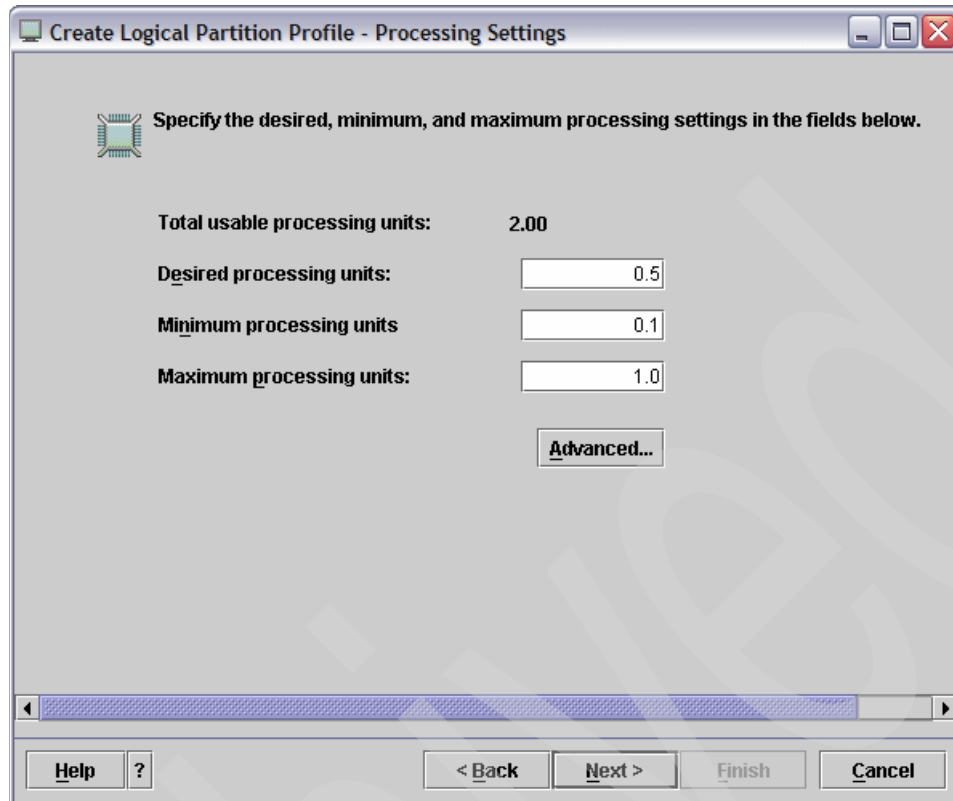 Create Logical Partition Profile - Processing Settings
Specify the desired, minimum, and maximum processing settings in the fields below.
Total usable processing units: 2.00
Desired processing units: 0.5
Minimum processing units 0.1
Maximum processing units: 1.0
Advanced...
Help ? < Back Next > Finish Cancel